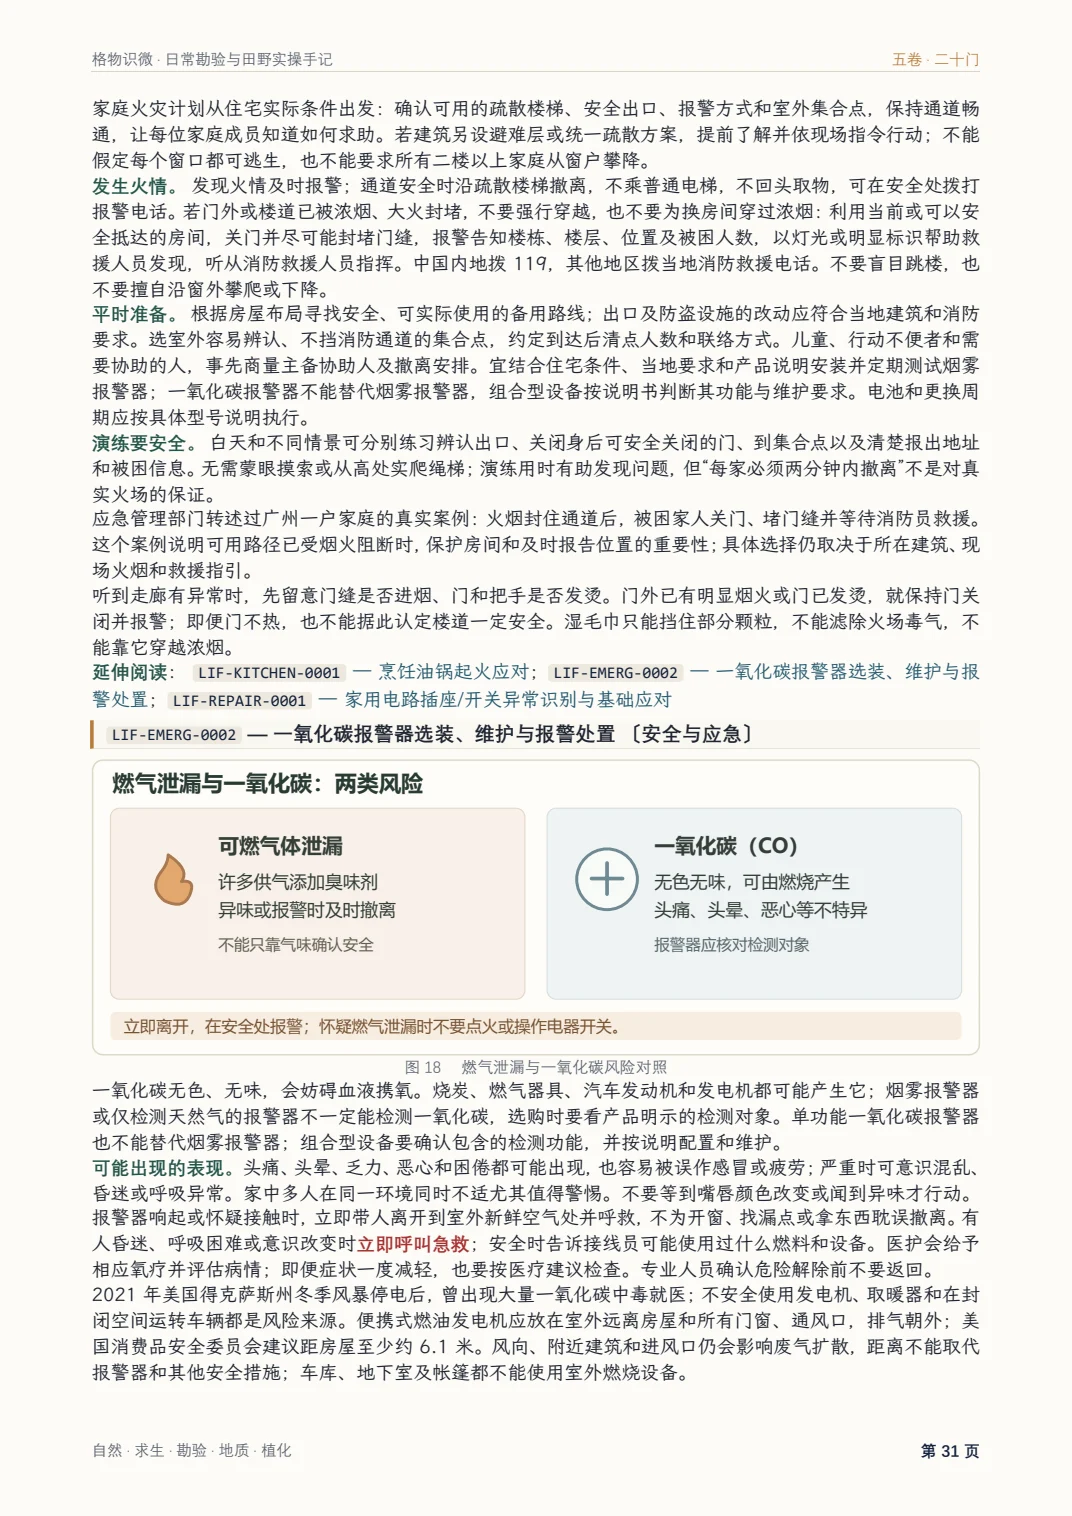 格物识微 · 日常勘验与田野实操手记
五卷 · 二十门
家庭火灾计划从住宅实际条件出发：确认可用的疏散楼梯、安全出口、报警方式和室外集合点，保持通道畅
通，让每位家庭成员知道如何求助。若建筑另设避难层或统一疏散方案，提前了解并依现场指令行动；不能
假定每个窗口都可逃生，也不能要求所有二楼以上家庭从窗户攀降。
发生火情。 发现火情及时报警；通道安全时沿疏散楼梯撤离，不乘普通电梯，不回头取物，可在安全处拨打
报警电话。若门外或楼道已被浓烟、大火封堵，不要强行穿越，也不要为换房间穿过浓烟：利用当前或可以安
全抵达的房间，关门并尽可能封堵门缝，报警告知楼栋、楼层、位置及被困人数，以灯光或明显标识帮助救
援人员发现，听从消防救援人员指挥。中国内地拨 119，其他地区拨当地消防救援电话。不要盲目跳楼，也
不要擅自沿窗外攀爬或下降。
平时准备。 根据房屋布局寻找安全、可实际使用的备用路线；出口及防盗设施的改动应符合当地建筑和消防
要求。选室外容易辨认、不挡消防通道的集合点，约定到达后清点人数和联络方式。儿童、行动不便者和需
要协助的人，事先商量主备协助人及撤离安排。宜结合住宅条件、当地要求和产品说明安装并定期测试烟雾
报警器；一氧化碳报警器不能替代烟雾报警器，组合型设备按说明书判断其功能与维护要求。电池和更换周
期应按具体型号说明执行。
演练要安全。 白天和不同情景可分别练习辨认出口、关闭身后可安全关闭的门、到集合点以及清楚报出地址
和被困信息。无需蒙眼摸索或从高处实爬绳梯；演练用时有助发现问题，但“每家必须两分钟内撤离”不是对真
实火场的保证。
应急管理部门转述过广州一户家庭的真实案例：火烟封住通道后，被困家人关门、堵门缝并等待消防员救援。
这个案例说明可用路径已受烟火阻断时，保护房间和及时报告位置的重要性；具体选择仍取决于所在建筑、现
场火烟和救援指引。
听到走廊有异常时，先留意门缝是否进烟、门和把手是否发烫。门外已有明显烟火或门已发烫，就保持门关
闭并报警；即便门不热，也不能据此认定楼道一定安全。湿毛巾只能挡住部分颗粒，不能滤除火场毒气，不
能靠它穿越浓烟。
延伸阅读： LIF-KITCHEN-0001 — 烹饪油锅起火应对；LIF-EMERG-0002 — 一氧化碳报警器选装、维护与报
警处置；LIF-REPAIR-0001 — 家用电路插座/开关异常识别与基础应对
LIF-EMERG-0002 — 一氧化碳报警器选装、维护与报警处置 〔安全与应急〕
燃气泄漏与一氧化碳：两类风险
可燃气体泄漏
许多供气添加臭味剂
异味或报警时及时撤离
不能只靠气味确认安全
一氧化碳（CO）
无色无味，可由燃烧产生
头痛、头晕、恶心等不特异
报警器应核对检测对象
立即离开，在安全处报警；怀疑燃气泄漏时不要点火或操作电器开关。
图 18 燃气泄漏与一氧化碳风险对照
一氧化碳无色、无味，会妨碍血液携氧。烧炭、燃气器具、汽车发动机和发电机都可能产生它；烟雾报警器
或仅检测天然气的报警器不一定能检测一氧化碳，选购时要看产品明示的检测对象。单功能一氧化碳报警器
也不能替代烟雾报警器；组合型设备要确认包含的检测功能，并按说明配置和维护。
可能出现的表现。头痛、头晕、乏力、恶心和困倦都可能出现，也容易被误作感冒或疲劳；严重时可意识混乱、
昏迷或呼吸异常。家中多人在同一环境同时不适尤其值得警惕。不要等到嘴唇颜色改变或闻到异味才行动。
报警器响起或怀疑接触时，立即带人离开到室外新鲜空气处并呼救，不为开窗、找漏点或拿东西耽误撤离。有
人昏迷、呼吸困难或意识改变时立即呼叫急救；安全时告诉接线员可能使用过什么燃料和设备。医护会给予
相应氧疗并评估病情；即便症状一度减轻，也要按医疗建议检查。专业人员确认危险解除前不要返回。
2021 年美国得克萨斯州冬季风暴停电后，曾出现大量一氧化碳中毒就医；不安全使用发电机、取暖器和在封
闭空间运转车辆都是风险来源。便携式燃油发电机应放在室外远离房屋和所有门窗、通风口，排气朝外；美
国消费品安全委员会建议距房屋至少约 6.1 米。风向、附近建筑和进风口仍会影响废气扩散，距离不能取代
报警器和其他安全措施；车库、地下室及帐篷都不能使用室外燃烧设备。
自然 · 求生 · 勘验 · 地质 · 植化
第 31 页